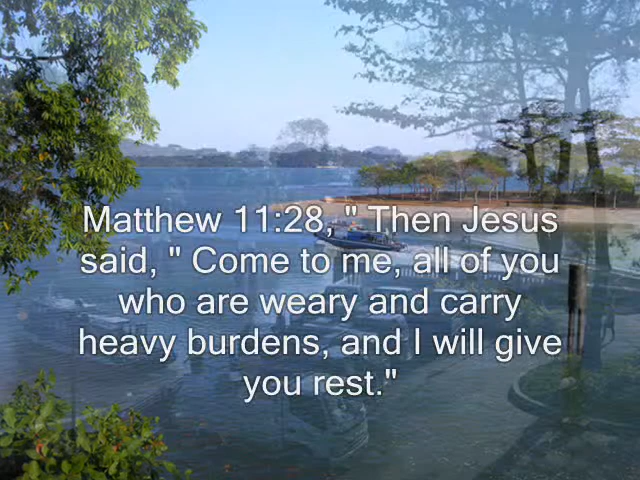 Matthew 11:28, " Then Jesus
said, " Come to me, all of you
who are weary and carry
heavy burdens, and I will give
you rest."